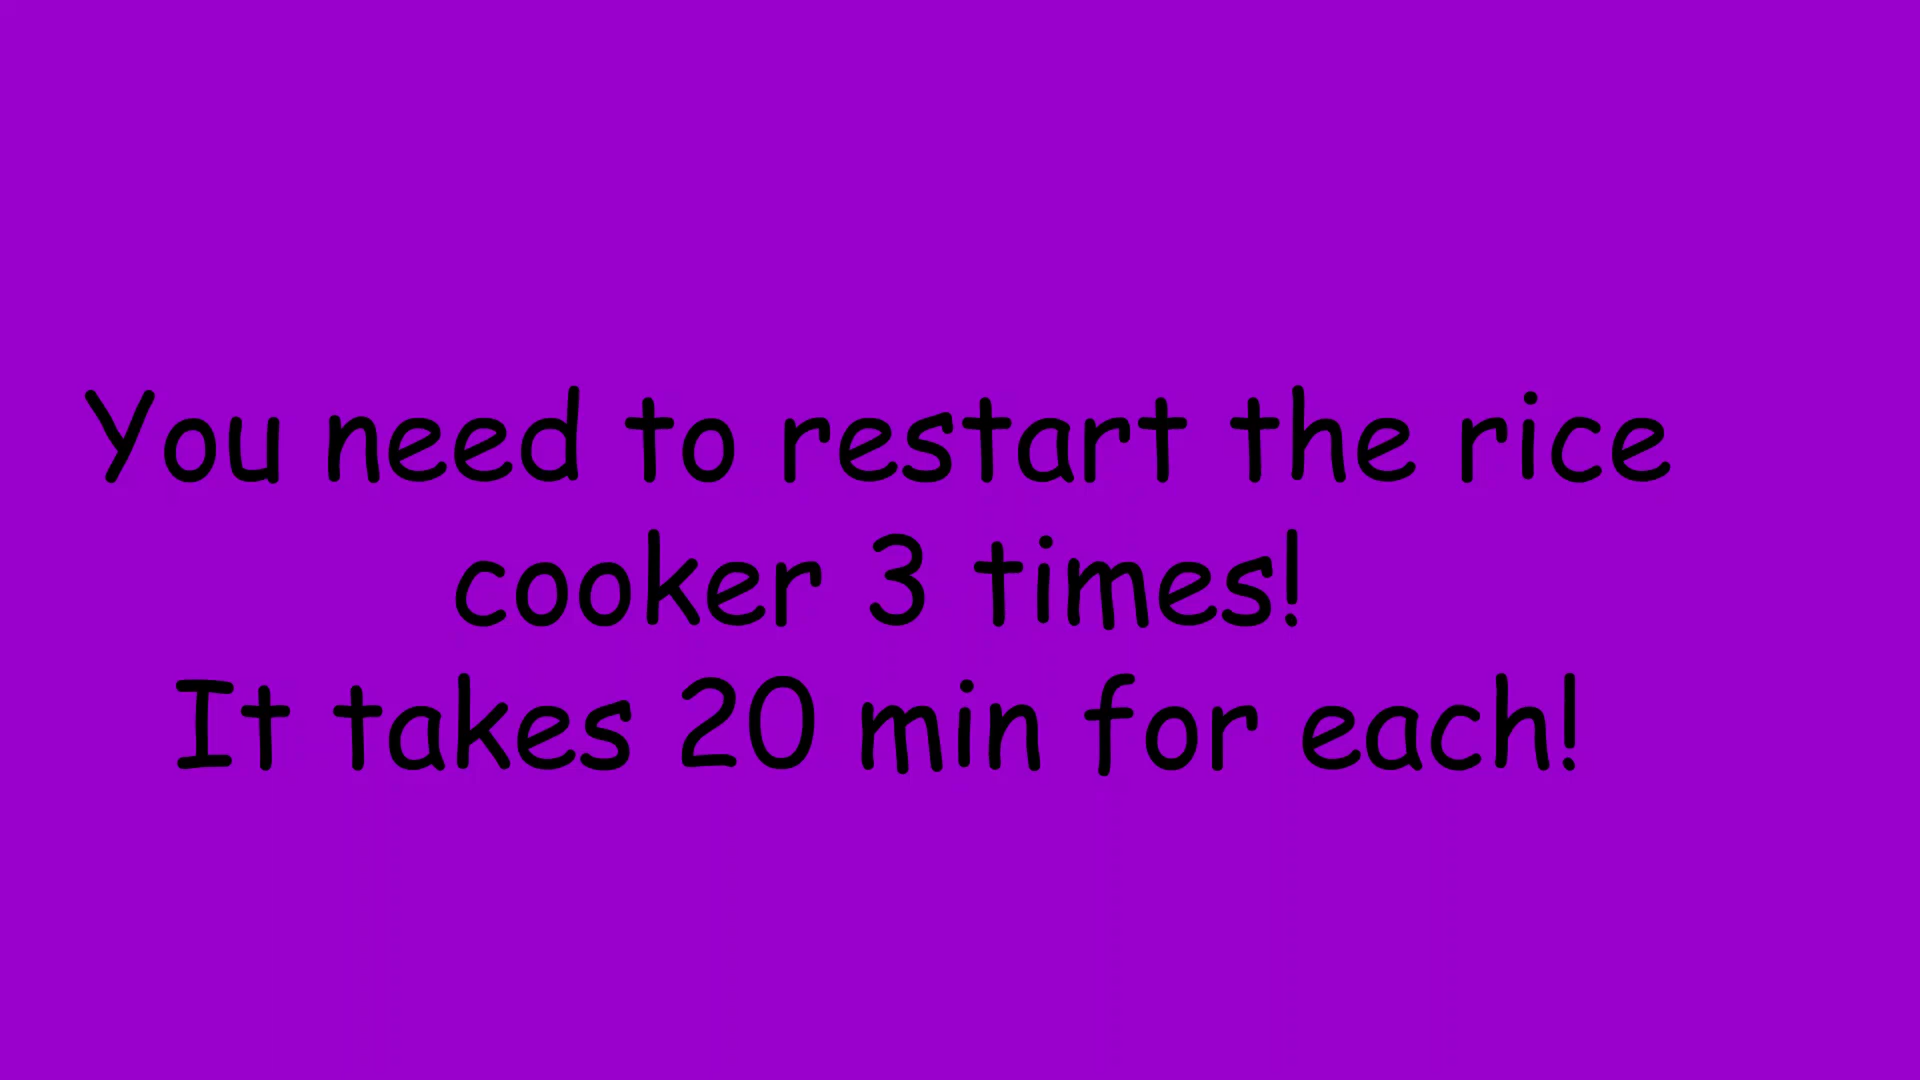 You need to restart the rice
cooker 3 times!
It takes 20 min for each!